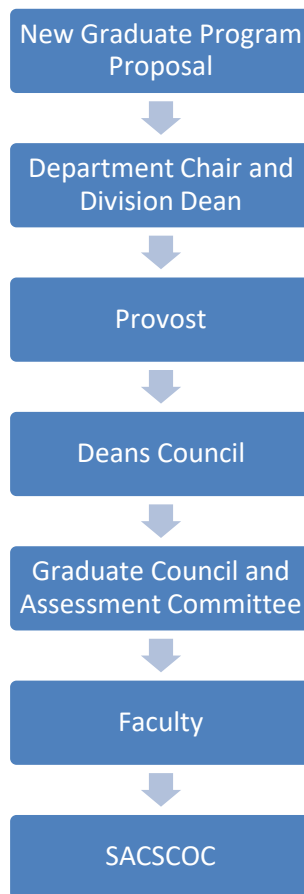 New Graduate Program
Proposal
Department Chair and
Division Dean
Provost
Deans Council
Graduate Council and
Assessment Committee
Faculty
SACSCOC